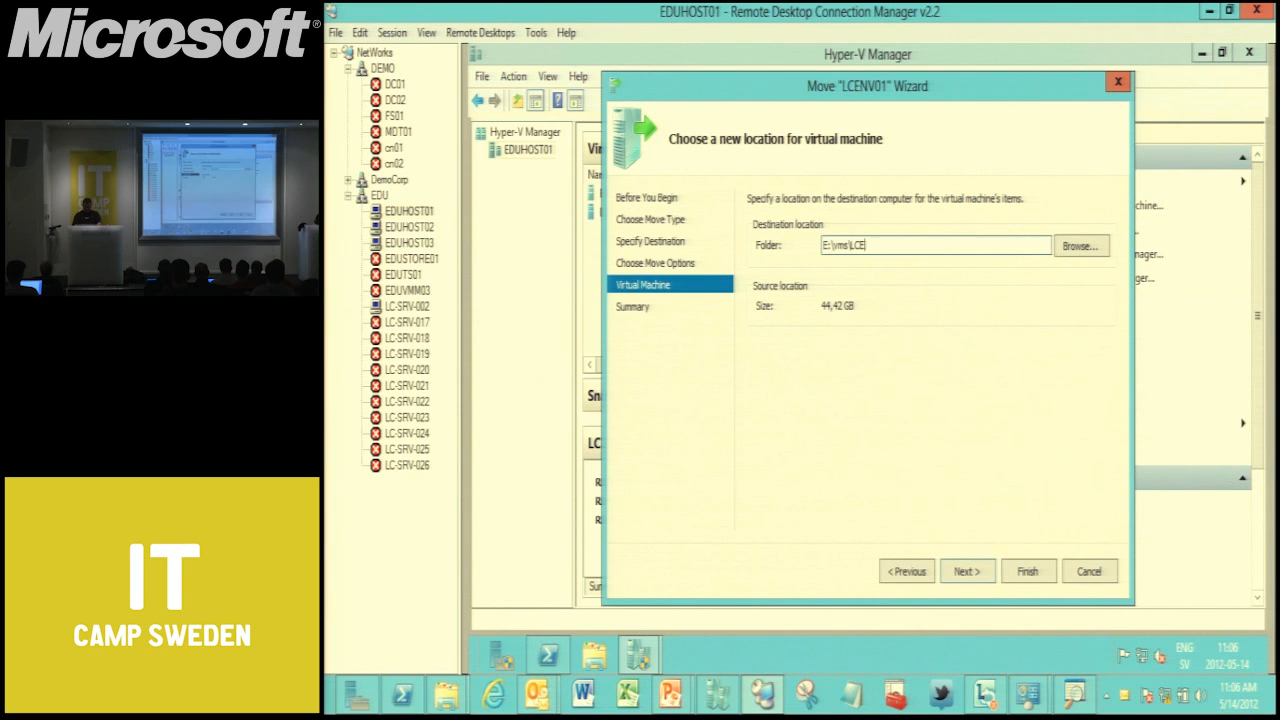 Microsoft®
IT
CAMP SWEDEN
EDUHOST01 - Remote Desktop Connection Manager v2.2
File Edit Session View Remote Desktops Tools Help
NetWorks
DEMO
DC01
DC02
FS01
MDT01
cn01
cn02
DemoCorp
EDU
EDUHOST01
EDUHOST02
EDUHOST03
EDUSTORE01
EDUTS01
EDUVMM03
LC-SRV-002
LC-SRV-017
LC-SRV-018
LC-SRV-019
LC-SRV-020
LC-SRV-021
LC-SRV-022
LC-SRV-023
LC-SRV-024
LC-SRV-025
LC-SRV-026
Hyper-V Manager
File Action View Help
Hyper-V Manager
EDUHOST01
Move "LCENV01" Wizard
Choose a new location for virtual machine
Before You Begin
Choose Move Type
Specify Destination
Choose Move Options
Virtual Machine
Summary
Specify a location on the destination computer for the virtual machine's items.
Destination location
Folder: E:\vms\LCE Browse...
Source location
Size: 44,42 GB
< Previous Next > Finish Cancel
ENG 11:06
SV 2012-05-14
11:06 AM
5/14/2012
IT
CAMP SWEDEN